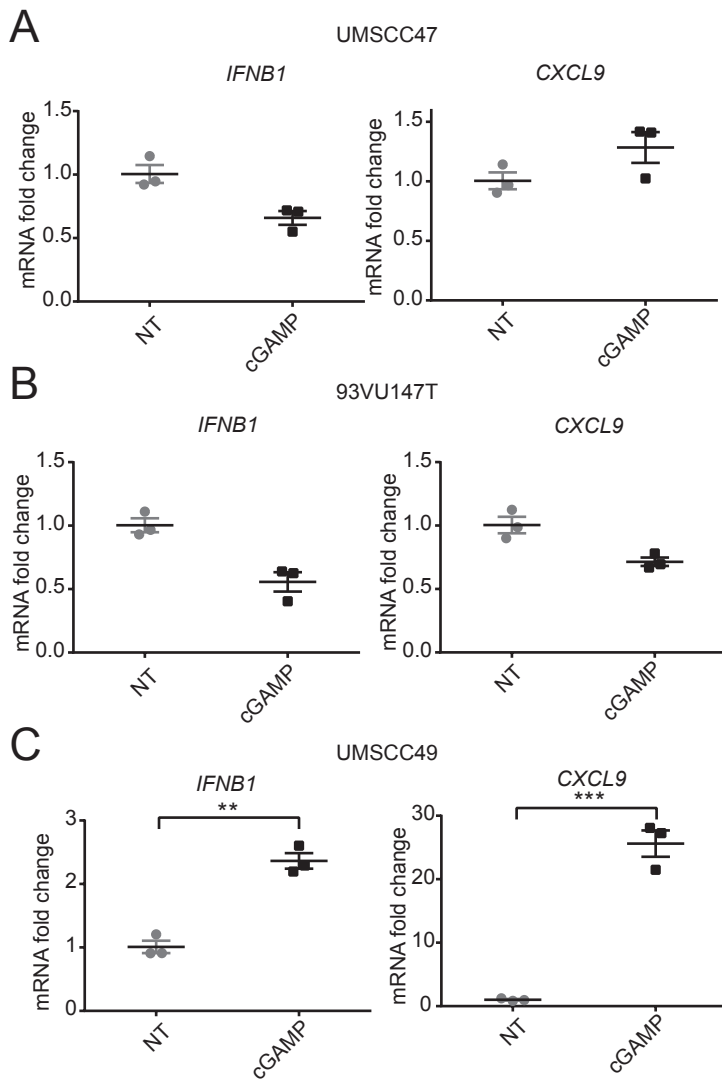 A
UMSCC47
IFNB1
CXCL9
mRNA fold change
1.5
1.0
0.5
0.0
NT
cGAMP
mRNA fold change
1.5
1.0
0.5
0.0
NT
cGAMP
B
93VU147T
IFNB1
CXCL9
mRNA fold change
1.5
1.0
0.5
0.0
NT
cGAMP
mRNA fold change
1.5
1.0
0.5
0.0
NT
cGAMP
C
UMSCC49
IFNB1
CXCL9
**
***
mRNA fold change
3
2
1
0
NT
cGAMP
mRNA fold change
30
20
10
0
NT
cGAMP